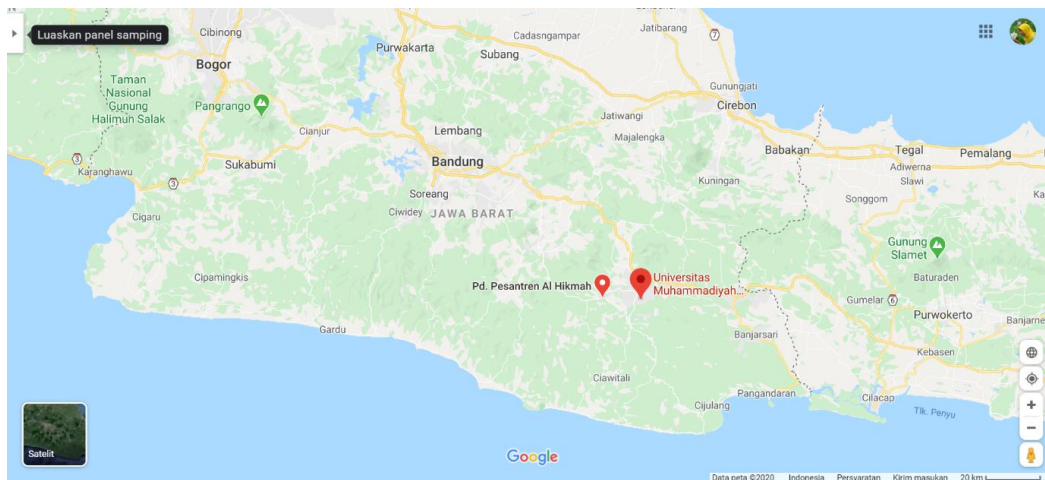 Luaskan panel samping
Cibinong
Cadasngampar
Jatibarang
7
Purwakarta
Subang
Bogor
Taman
Nasional
Gunung
Halimun Salak
Pangrango
Gunungjati
Cirebon
Jatiwangi
Cianjur
Lembang
Majalengka
Babakan
Tegal
Pemalang
3
Karanghawu
Sukabumi
Bandung
Adiwerna
Slawi
3
Kuningan
Soreang
Songgom
Ka
Cigaru
Ciwidey
JAWA BARAT
Gunung
Slamet
Cipamingkis
Pd. Pesantren Al Hikmah
Universitas
Muhammadiyah...
Baturaden
Gumelar
6
Purwokerto
Gardu
Banjarne
Banjarsari
Kebasen
Ciawitali
Pangandaran
Cilacap
Cijulang
Tlk. Penyu
Satelit
Google
Data peta ©2020 Indonesia Persyaratan Kirim masukan 20 km